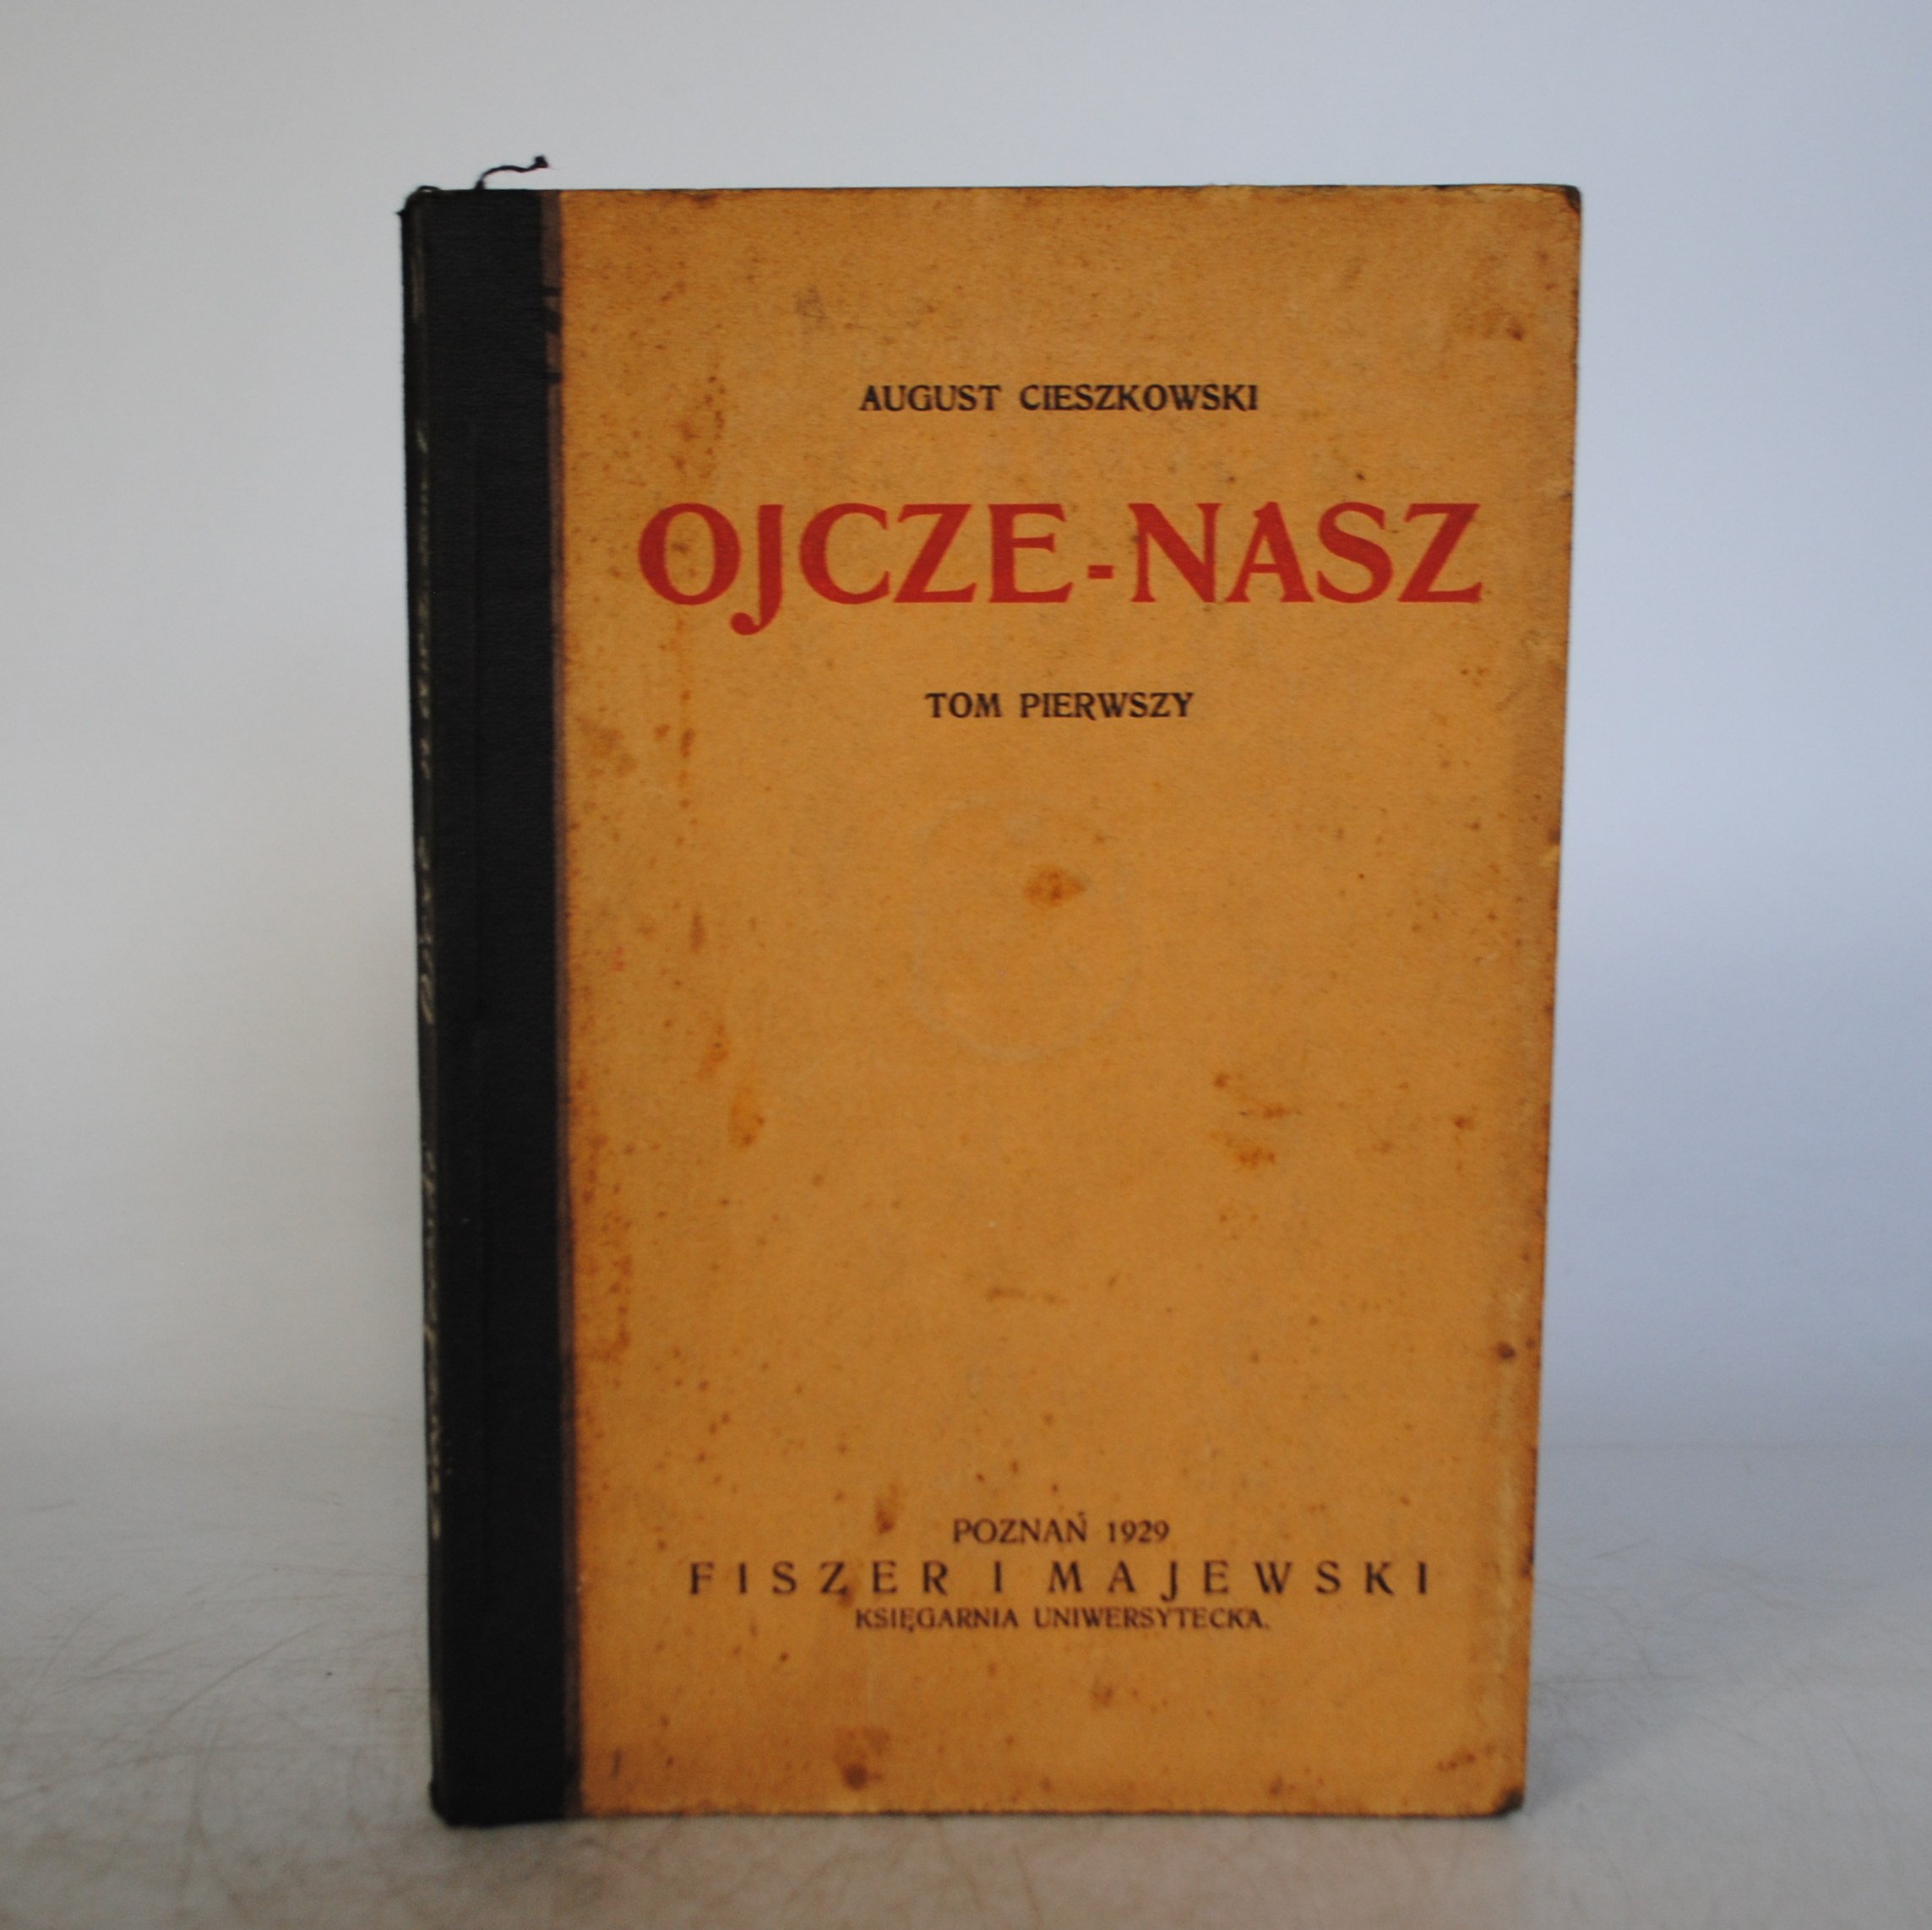 AUGUST CIESZKOWSKI
OJCZE-NASZ
TOM PIERWSZY
POZNAŃ 1929
FISZER I MAJEWSKI
KSIĘGARNIA UNIWERSYTECKA.